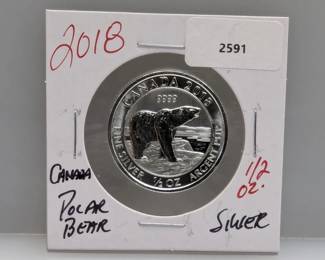 2018
2591
CANADA 2018
9999
FINE SILVER 1/2 OZ ARGENT PUR
CANADA
POLAR
BEAR
1/2
OZ.
SILVER